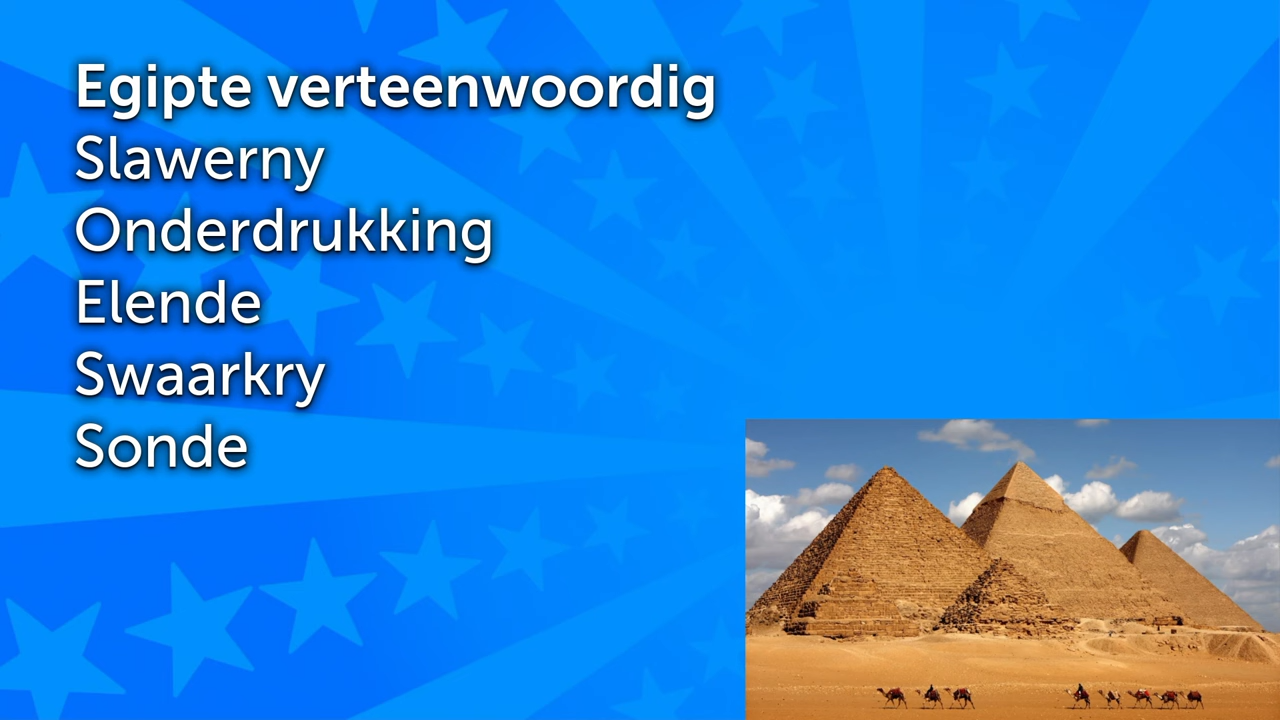 Egipte verteenwoordig
Slawerny
Onderdrukking
Elende
Swaarkry
Sonde